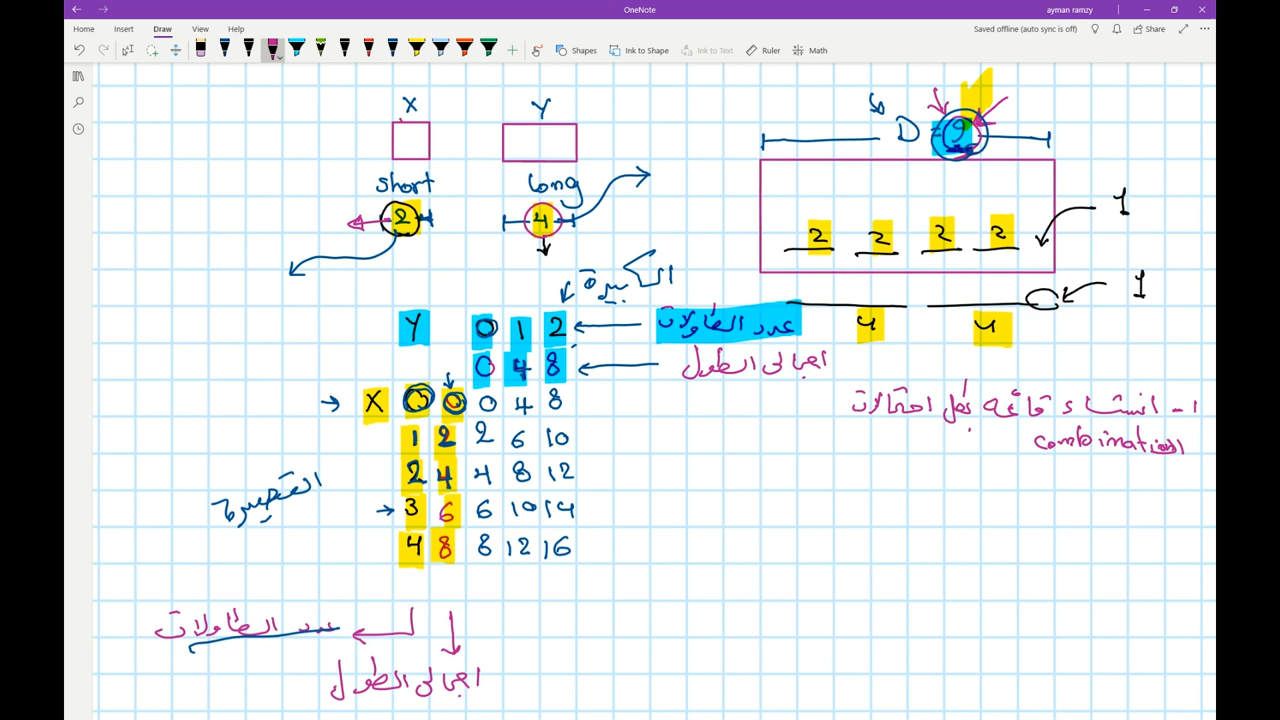 OneNote
ayman ramzy
Home Insert Draw View Help
Saved offline (auto sync is off)
Share
Shapes
Ink to Shape
Ink to Text
Ruler
Math
X
Y
short
long
2
4
D = 9
2 2 2 2
1
4 4
1
الكبيرة
Y 0 1 2
عدد الطاولات
0 4 8
اجمالى الطول
X 0 0 0 4 8
1 2 2 6 10
2 4 4 8 12
3 6 6 10 14
4 8 8 12 16
القصيرة
١- انشاء قائمة بكل احتمالات
combinations
عدد الطاولات
اجمالى الطول